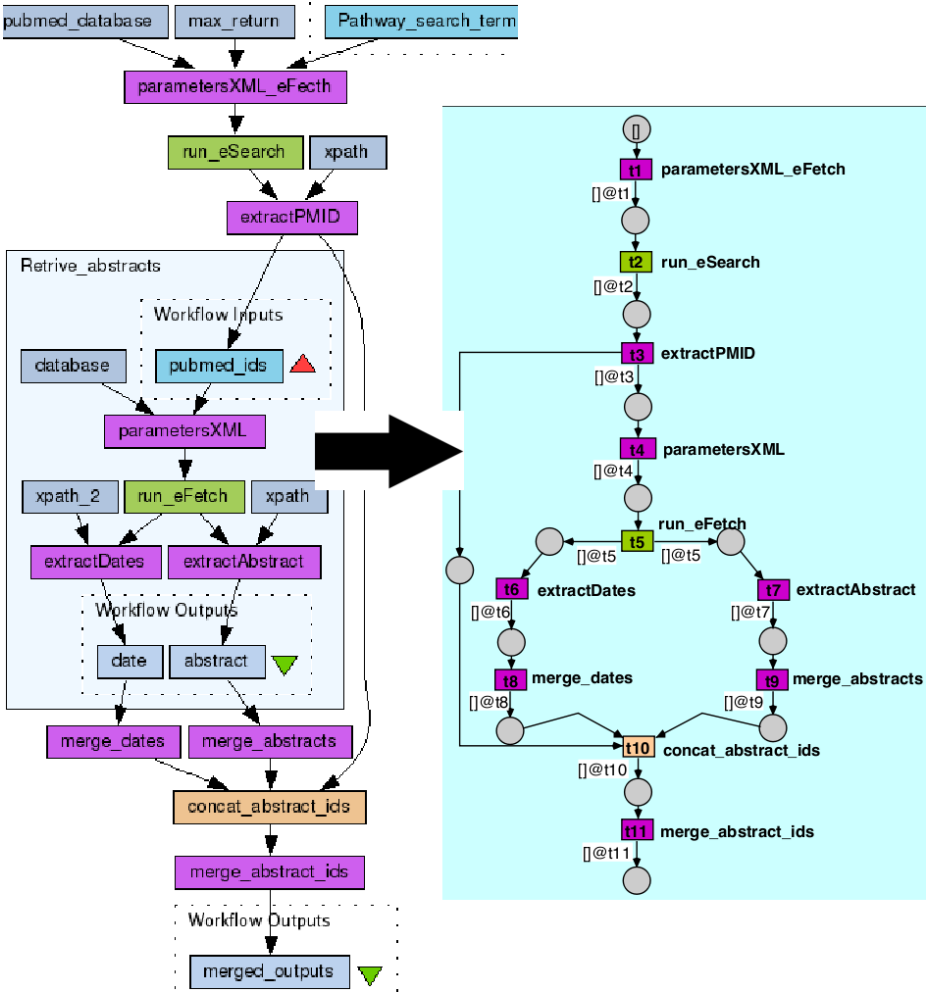 pubmed_database
max_return
Pathway_search_term
parametersXML_eFecth
run_eSearch
xpath
extractPMID
Retrive_abstracts
Workflow Inputs
database
pubmed_ids
parametersXML
xpath_2
run_eFetch
xpath
extractDates
extractAbstract
Workflow Outputs
date
abstract
merge_dates
merge_abstracts
concat_abstract_ids
merge_abstract_ids
Workflow Outputs
merged_outputs
[]
t1
parametersXML_eFetch
[]@t1
t2
run_eSearch
[]@t2
t3
extractPMID
[]@t3
t4
parametersXML
[]@t4
run_eFetch
t5
[]@t5
[]@t5
t6
extractDates
t7
extractAbstract
[]@t6
[]@t7
t8
merge_dates
t9
merge_abstracts
[]@t8
[]@t9
t10
concat_abstract_ids
[]@t10
t11
merge_abstract_ids
[]@t11